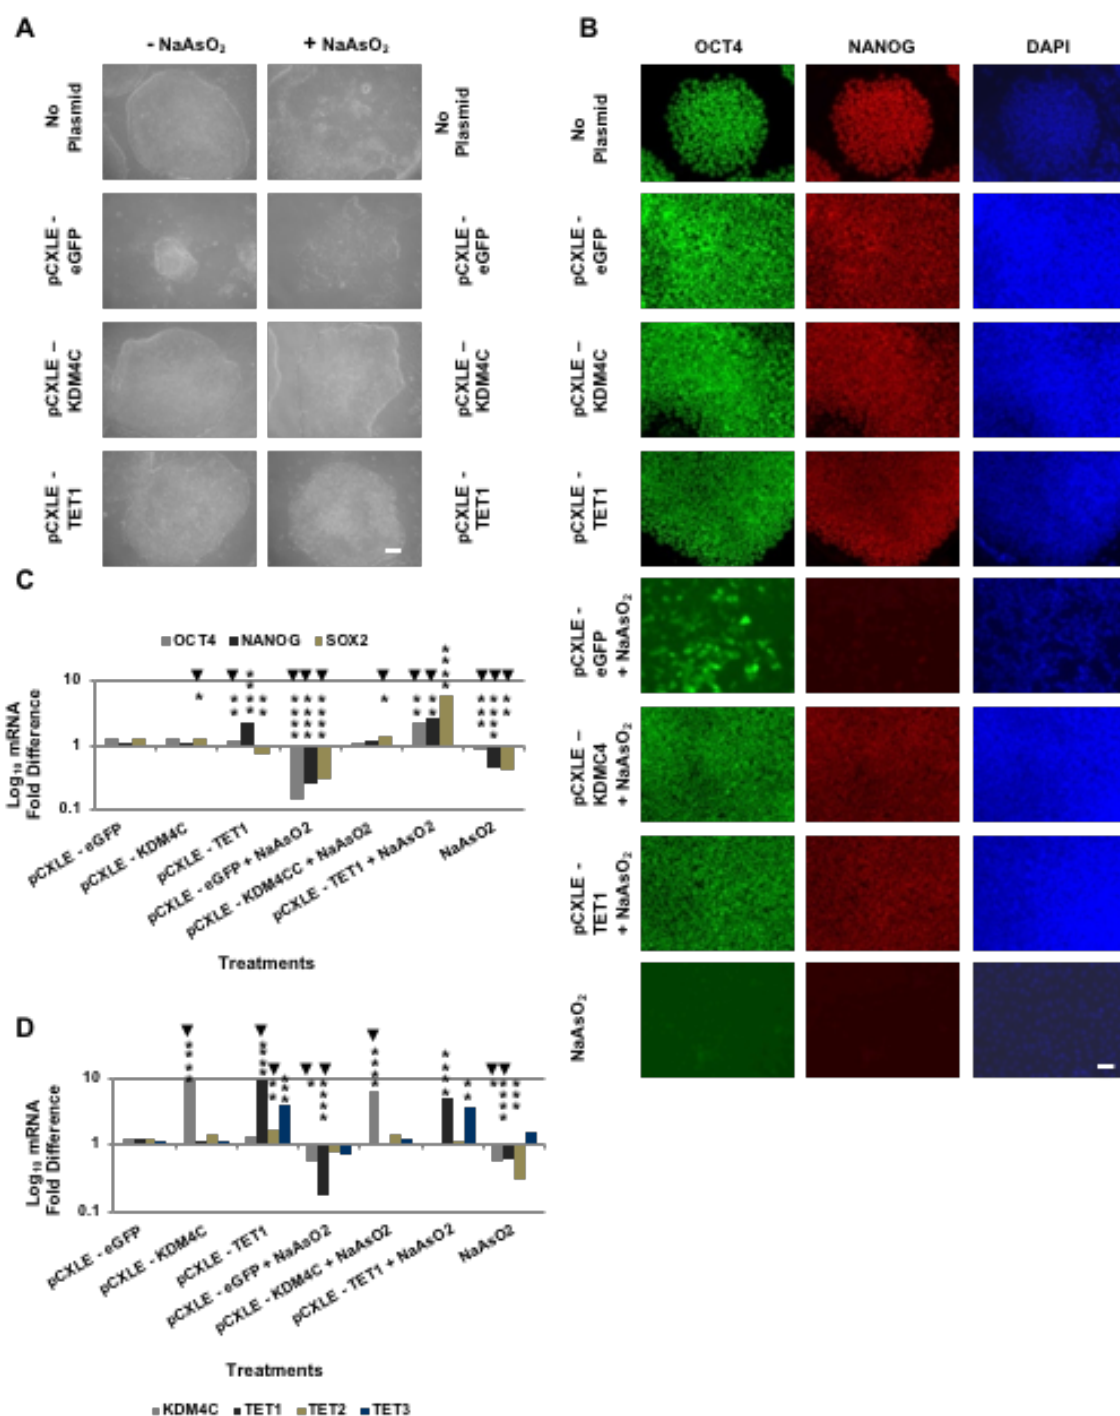 A
- NaAsO₂
+ NaAsO₂
No
Plasmid
No
Plasmid
pCXLE -
eGFP
pCXLE -
eGFP
pCXLE –
KDM4C
pCXLE –
KDM4C
pCXLE -
TET1
pCXLE -
TET1
B
OCT4
NANOG
DAPI
No
Plasmid
pCXLE -
eGFP
pCXLE –
KDM4C
pCXLE -
TET1
pCXLE -
eGFP
+ NaAsO₂
pCXLE –
KDMC4
+ NaAsO₂
pCXLE -
TET1
+ NaAsO₂
NaAsO₂
C
OCT4 NANOG SOX2
Log₁₀ mRNA
Fold Difference
10
1
0.1
pCXLE - eGFP
pCXLE - KDM4C
pCXLE - TET1
pCXLE - eGFP + NaAsO2
pCXLE - KDM4CC + NaAsO2
pCXLE - TET1 + NaAsO2
NaAsO2
Treatments
D
Log₁₀ mRNA
Fold Difference
10
1
0.1
pCXLE - eGFP
pCXLE - KDM4C
pCXLE - TET1
pCXLE - eGFP + NaAsO2
pCXLE - KDM4C + NaAsO2
pCXLE - TET1 + NaAsO2
NaAsO2
Treatments
KDM4C TET1 TET2 TET3